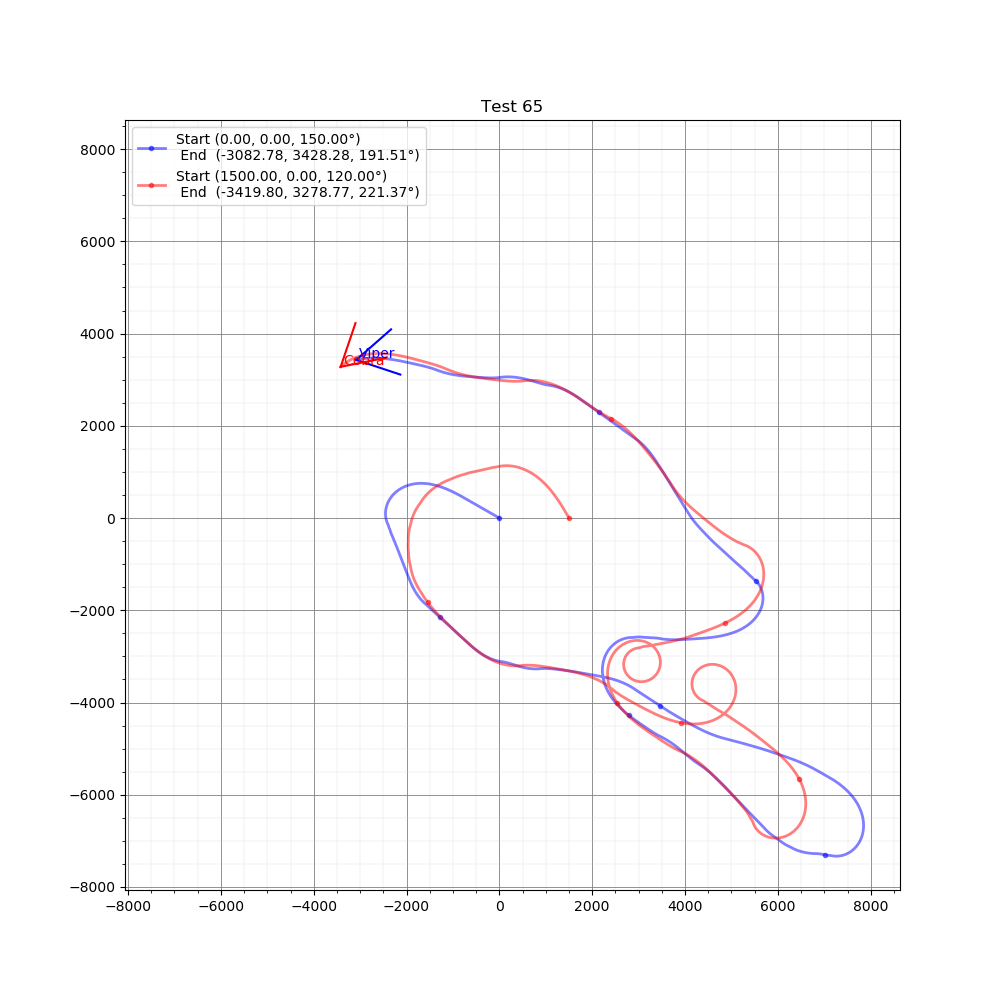 Test 65
Start (0.00, 0.00, 150.00°)
End (-3082.78, 3428.28, 191.51°)
Start (1500.00, 0.00, 120.00°)
End (-3419.80, 3278.77, 221.37°)
8000
6000
4000
2000
0
−2000
−4000
−6000
−8000
Viper
Cobra
−8000 −6000 −4000 −2000 0 2000 4000 6000 8000